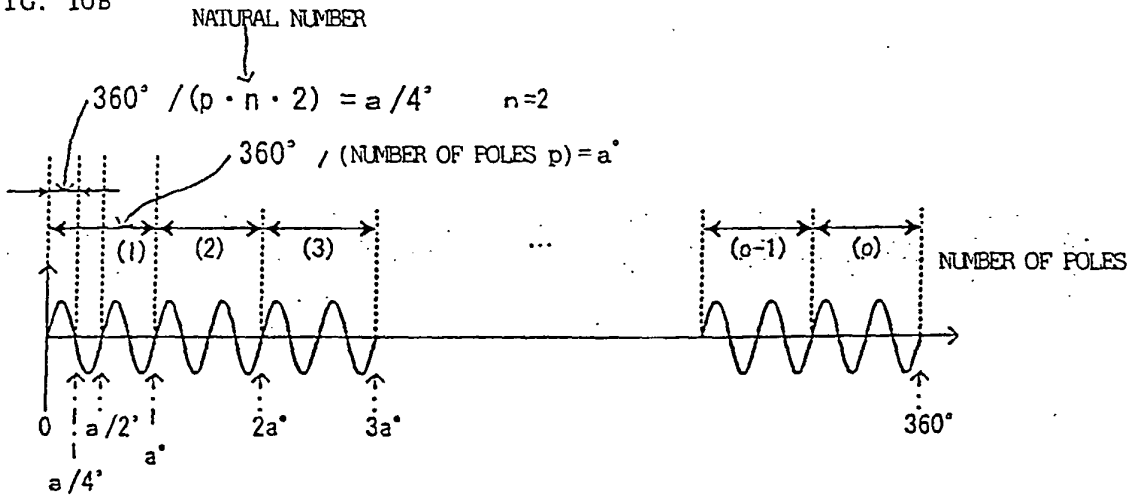 FIG. 10B
NATURAL NUMBER
360° /(p · n · 2) = a/4° n=2
360° / (NUMBER OF POLES p) = a°
(1) (2) (3) ... (p-1) (p) NUMBER OF POLES
0 a/2° a° 2a° 3a° 360°
a/4°